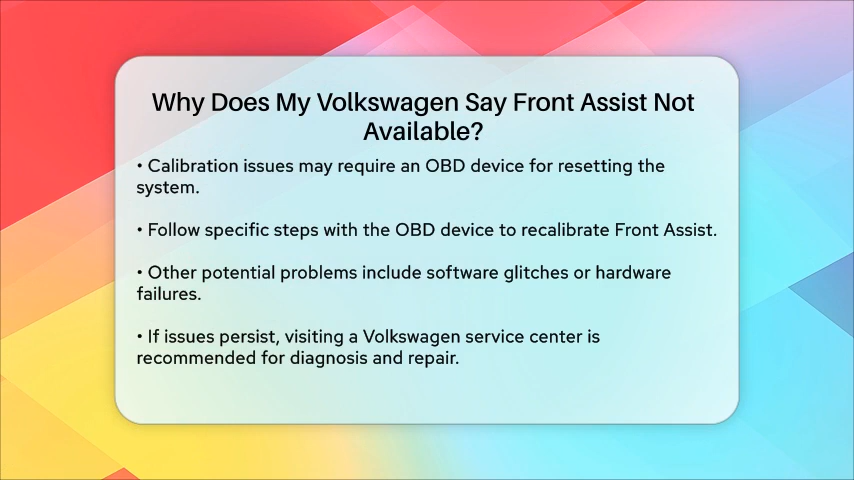 Why Does My Volkswagen Say Front Assist Not
Available?
• Calibration issues may require an OBD device for resetting the
system.
• Follow specific steps with the OBD device to recalibrate Front Assist.
• Other potential problems include software glitches or hardware
failures.
• If issues persist, visiting a Volkswagen service center is
recommended for diagnosis and repair.